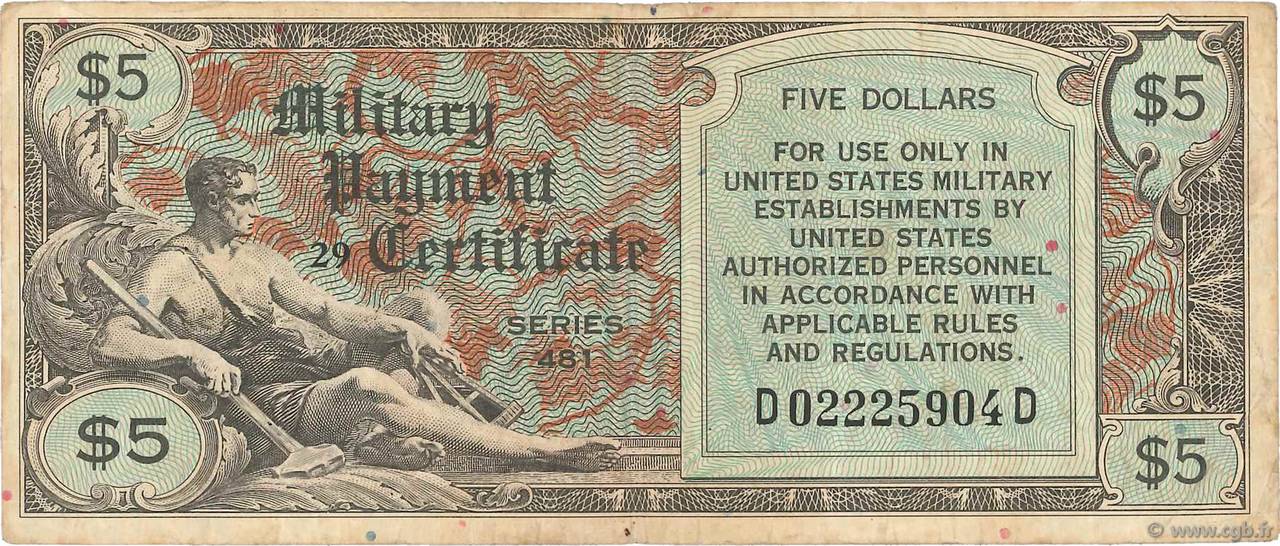 $5
Military
Payment
29 Certificate
SERIES
481
$5
FIVE DOLLARS
FOR USE ONLY IN
UNITED STATES MILITARY
ESTABLISHMENTS BY
UNITED STATES
AUTHORIZED PERSONNEL
IN ACCORDANCE WITH
APPLICABLE RULES
AND REGULATIONS.
D02225904D
$5
$5
© www.cgb.fr